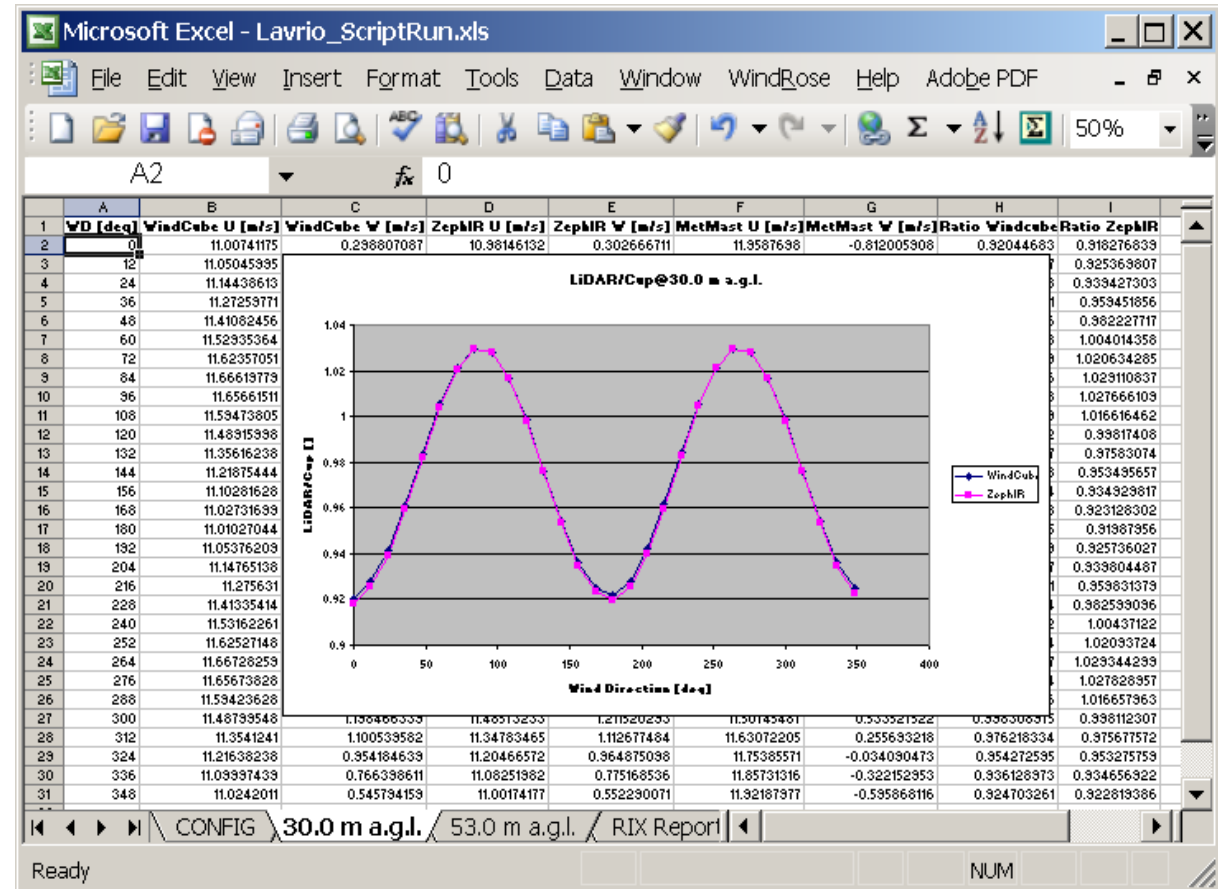 Microsoft Excel - Lavrio_ScriptRun.xls
File Edit View Insert Format Tools Data Window WindRose Help Adobe PDF
50%
A2 fx 0
A B C D E F G H I
1 WD [deg] WindCube U [m/s] WindCube W [m/s] ZephIR U [m/s] ZephIR W [m/s] MetMast U [m/s] MetMast W [m/s] Ratio Windcube Ratio ZephIR
2 0 11.00741175 0.298807087 10.98146132 0.302666711 11.9587698 -0.812005908 0.92044683 0.918276839
3 12 11.05045995 0.925369807
4 24 11.14438613 0.939427303
5 36 11.27259771 0.959451856
6 48 11.41082456 0.982227717
7 60 11.52935364 1.004014358
8 72 11.62357051 1.020634285
9 84 11.66619779 1.029110837
10 96 11.65661511 1.027666109
11 108 11.59473805 1.016616462
12 120 11.48915998 0.99817408
13 132 11.35616238 0.97583074
14 144 11.21875444 0.953495657
15 156 11.10281628 0.934929817
16 168 11.02731699 0.923128302
17 180 11.01027044 0.91987956
18 192 11.05376209 0.925736027
19 204 11.14765138 0.939804487
20 216 11.275631 0.959831379
21 228 11.41335414 0.982599096
22 240 11.53162261 1.00437122
23 252 11.62527148 1.02093724
24 264 11.66728259 1.029344299
25 276 11.65673828 1.027828957
26 288 11.59423628 1.016657963
27 300 11.48799548 1.198466339 11.48513233 1.211520293 11.50145481 0.533521522 0.998308915 0.998112307
28 312 11.3541241 1.100539582 11.34783465 1.112677484 11.63072205 0.255693218 0.976218334 0.975677572
29 324 11.21638238 0.954184639 11.20466572 0.964875098 11.75385571 -0.034090473 0.954272595 0.953275759
30 336 11.09997439 0.766398611 11.08251982 0.775168536 11.85731316 -0.322152953 0.936128973 0.934656922
31 348 11.0242011 0.545794159 11.00174177 0.552290071 11.92187977 -0.595868116 0.924703261 0.922819386
LiDAR/Cup@30.0 m a.g.l.
LiDAR/Cup []
1.04
1.02
1
0.98
0.96
0.94
0.92
0.9
0 50 100 150 200 250 300 350 400
Wind Direction [deg]
WindCube
ZephIR
CONFIG 30.0 m a.g.l. 53.0 m a.g.l. RIX Report
Ready NUM